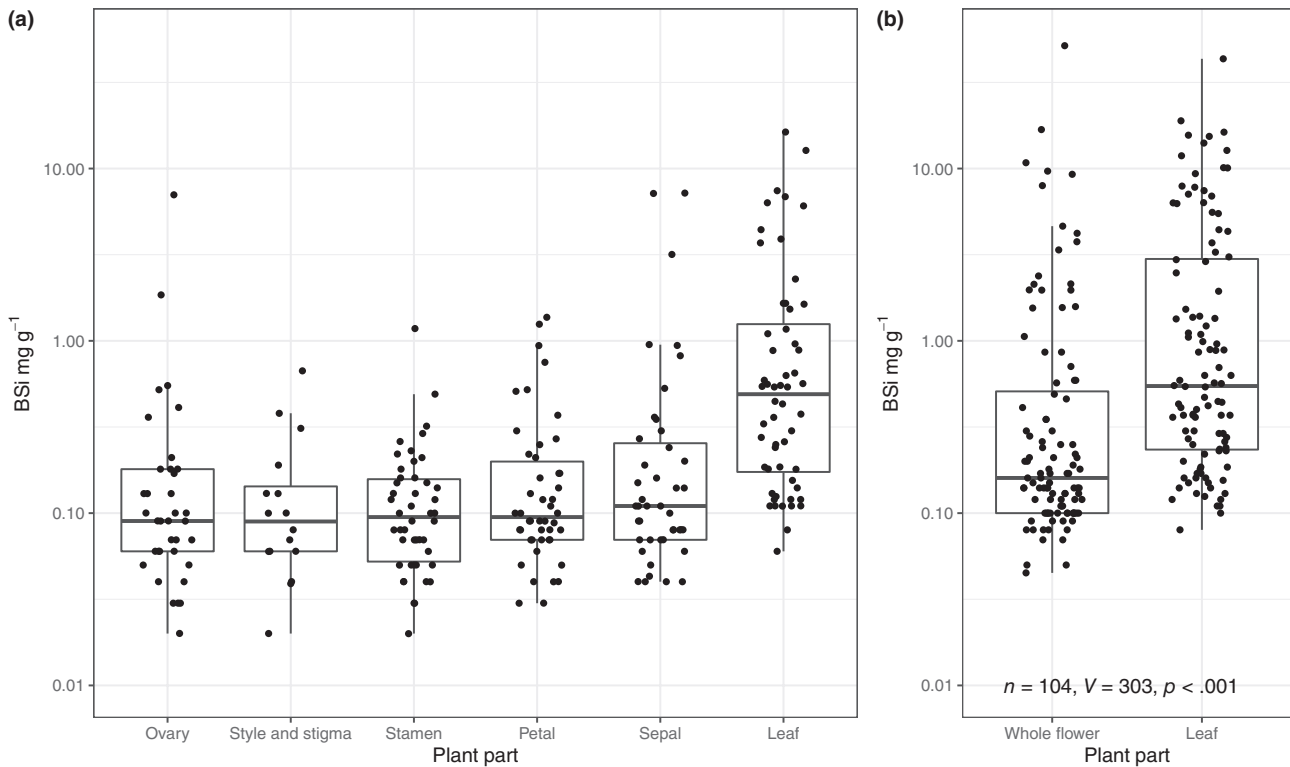 (a)
BSi mg g⁻¹
10.00
1.00
0.10
0.01
Ovary
Style and stigma
Stamen
Petal
Sepal
Leaf
Plant part
(b)
BSi mg g⁻¹
10.00
1.00
0.10
0.01
n = 104, V = 303, p < .001
Whole flower
Leaf
Plant part